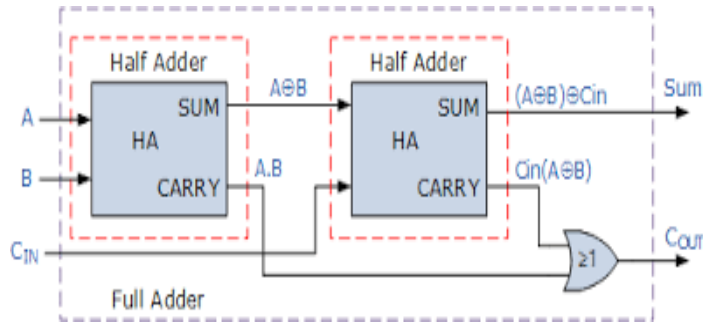 Half Adder
Half Adder
A⊕B
(A⊕B)⊕Cin
Sum
SUM
SUM
A
HA
HA
B
A.B
Cin(A⊕B)
CARRY
CARRY
CIN
≥1
COUT
Full Adder